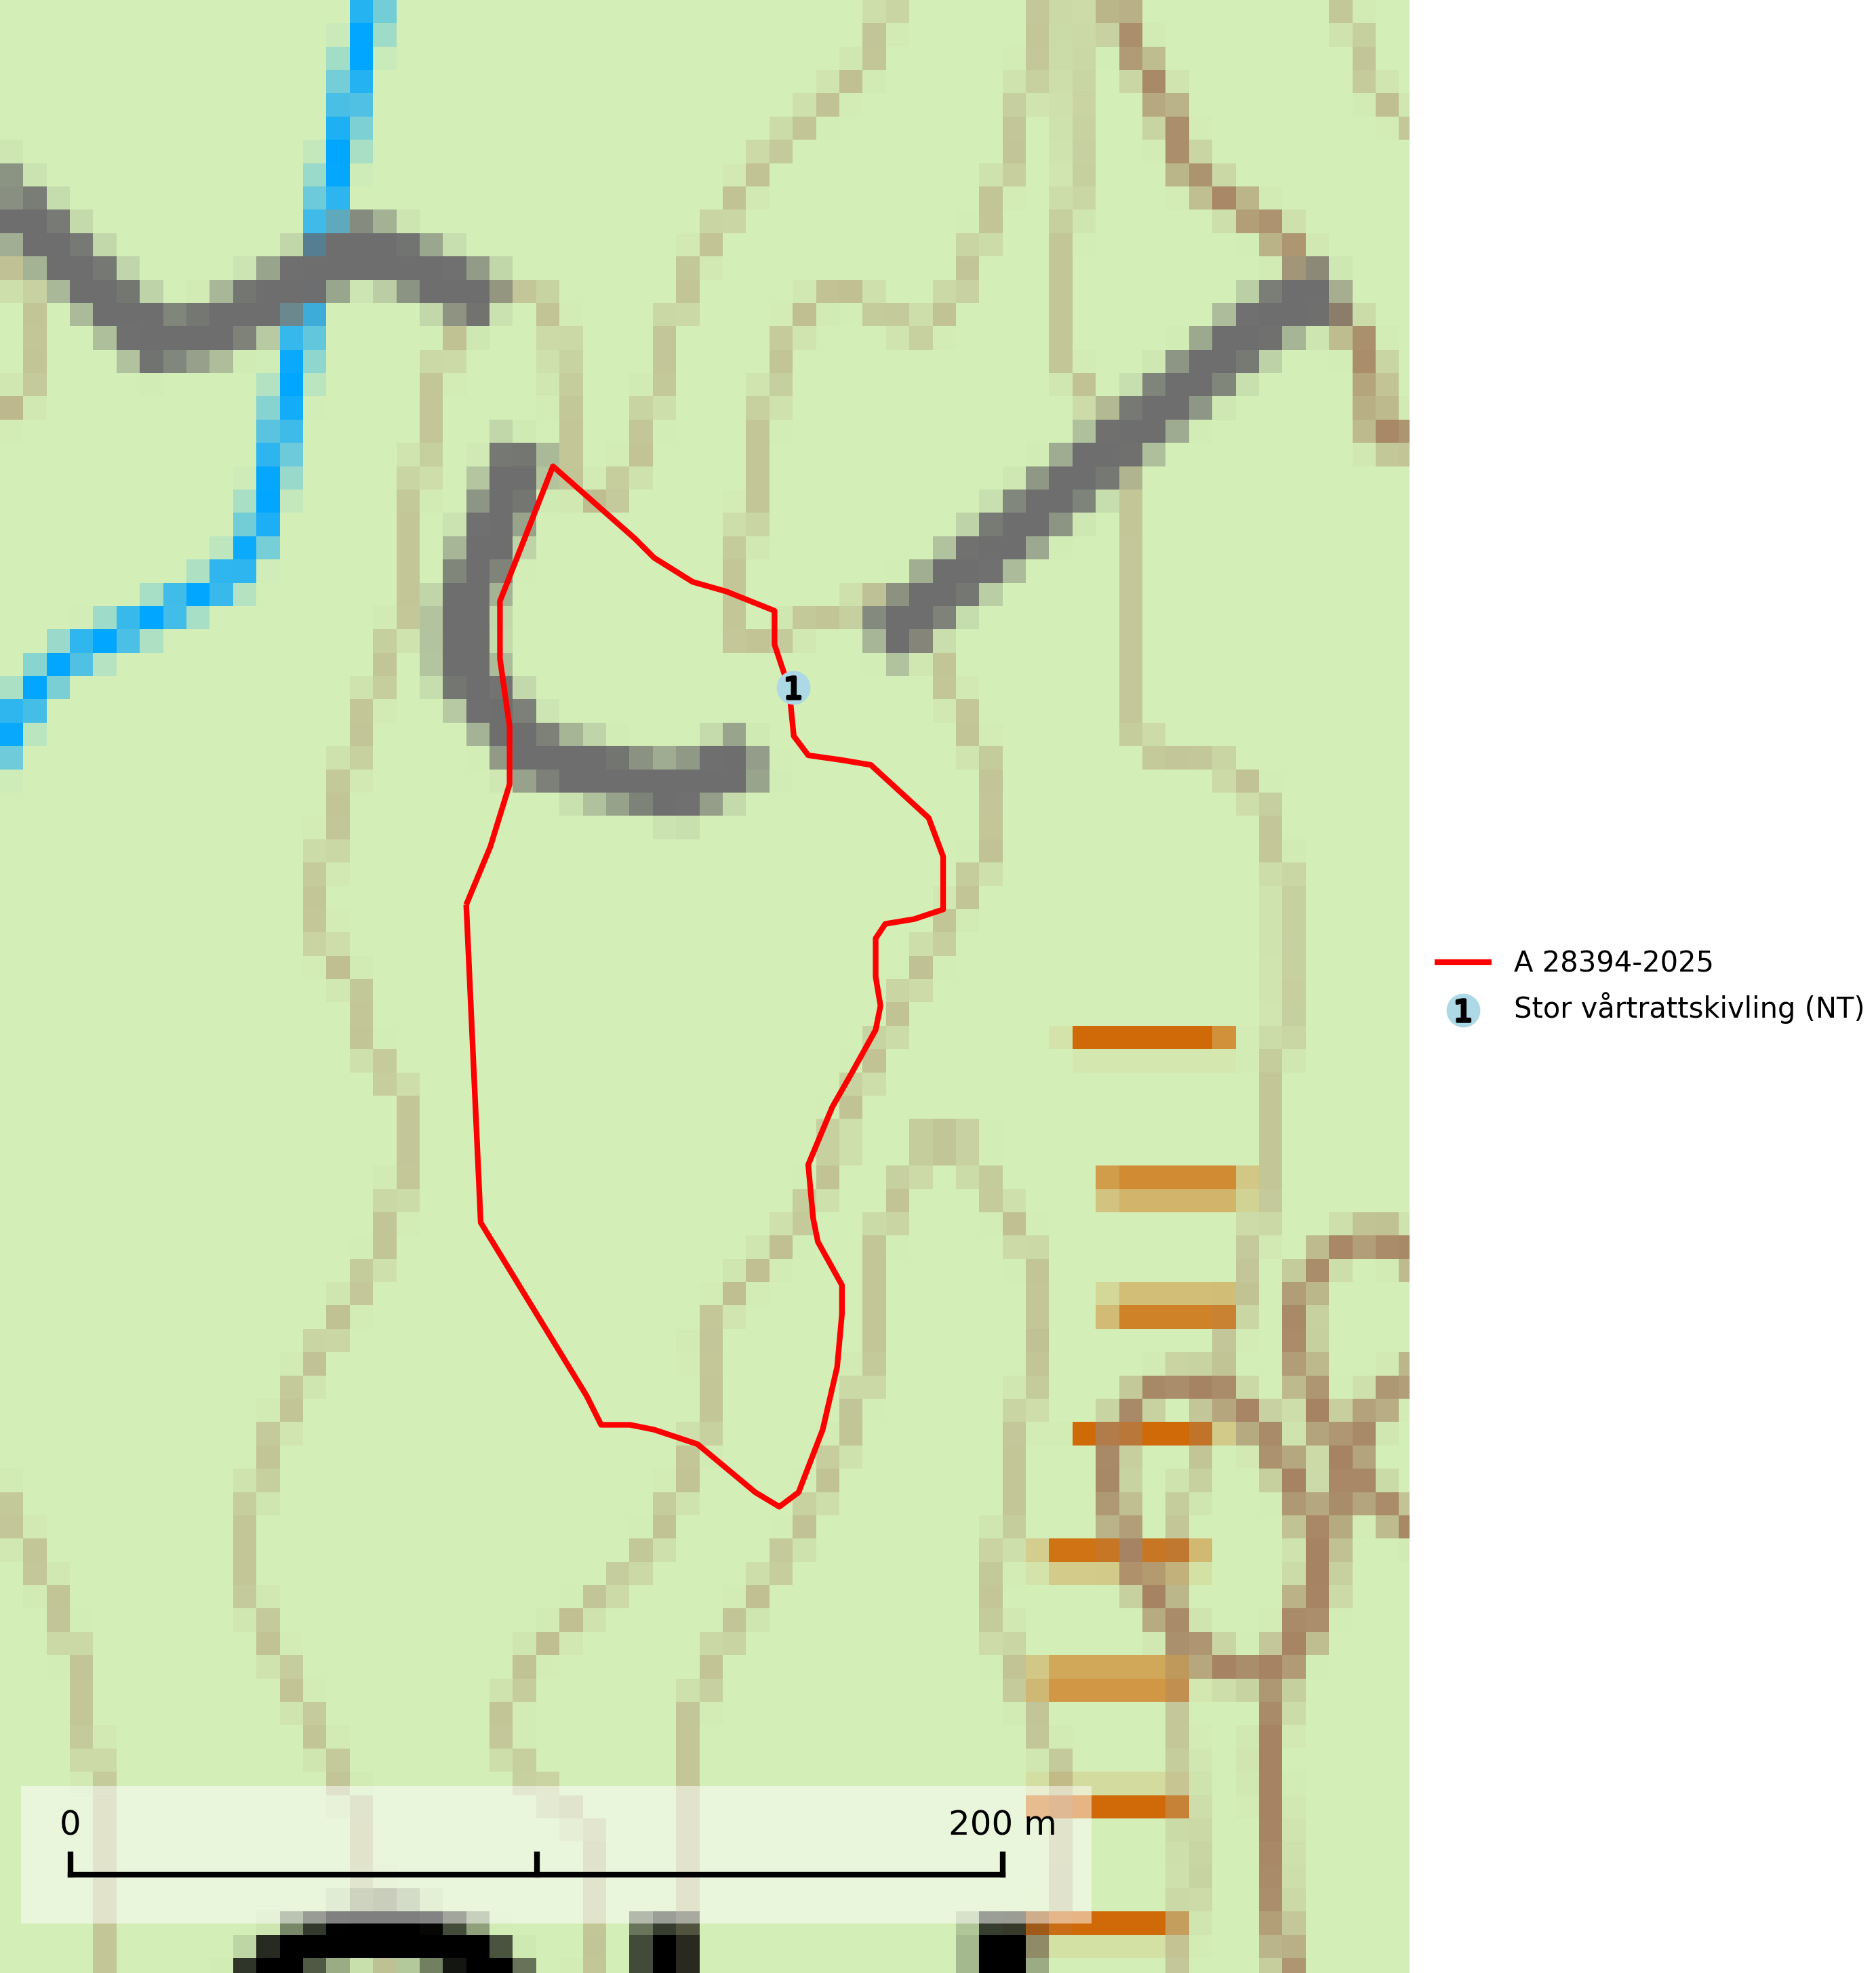 1
A 28394-2025
1 Stor vårtrattskivling (NT)
0 200 m